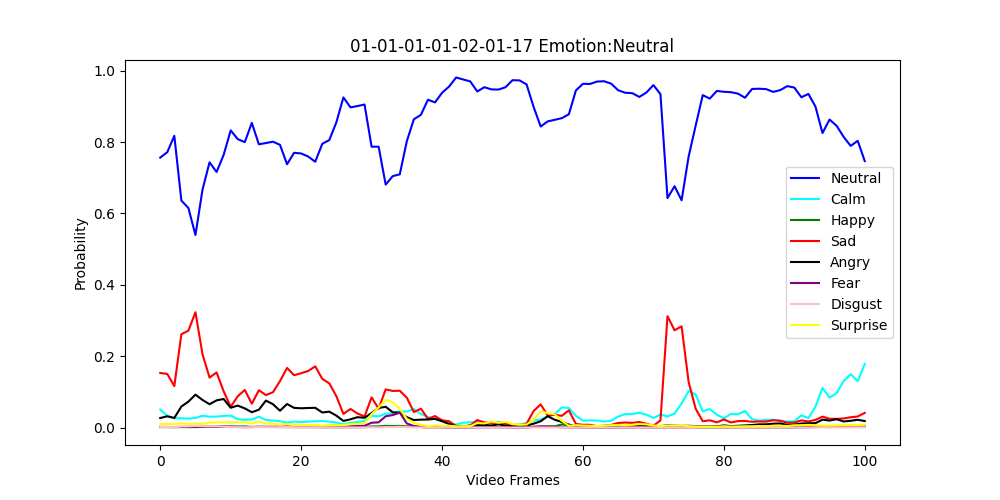 01-01-01-01-02-01-17 Emotion:Neutral
Probability
1.0
0.8
0.6
0.4
0.2
0.0
0
20
40
60
80
100
Video Frames
Neutral
Calm
Happy
Sad
Angry
Fear
Disgust
Surprise